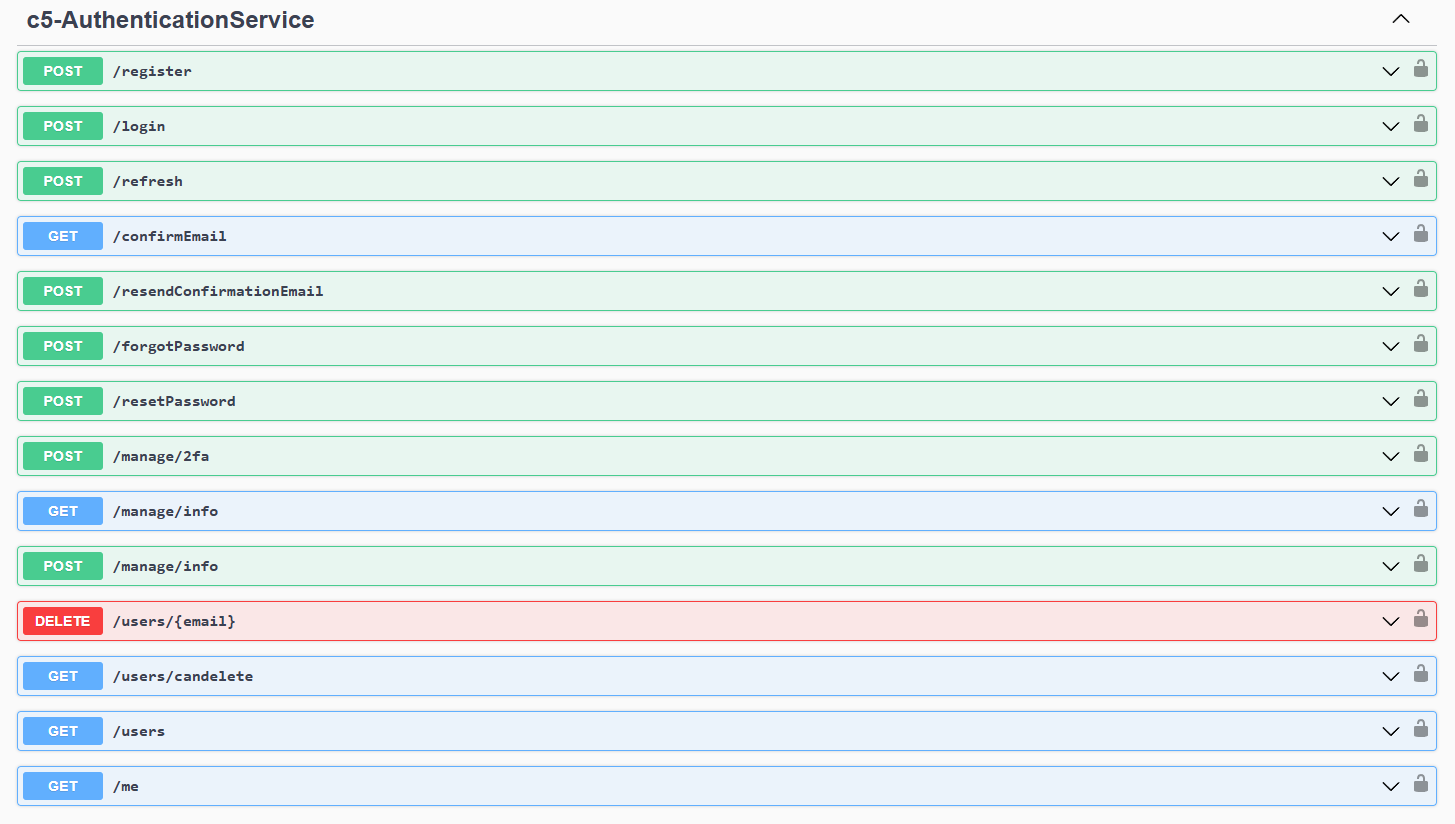 c5-AuthenticationService
POST /register
POST /login
POST /refresh
GET /confirmEmail
POST /resendConfirmationEmail
POST /forgotPassword
POST /resetPassword
POST /manage/2fa
GET /manage/info
POST /manage/info
DELETE /users/{email}
GET /users/candelete
GET /users
GET /me